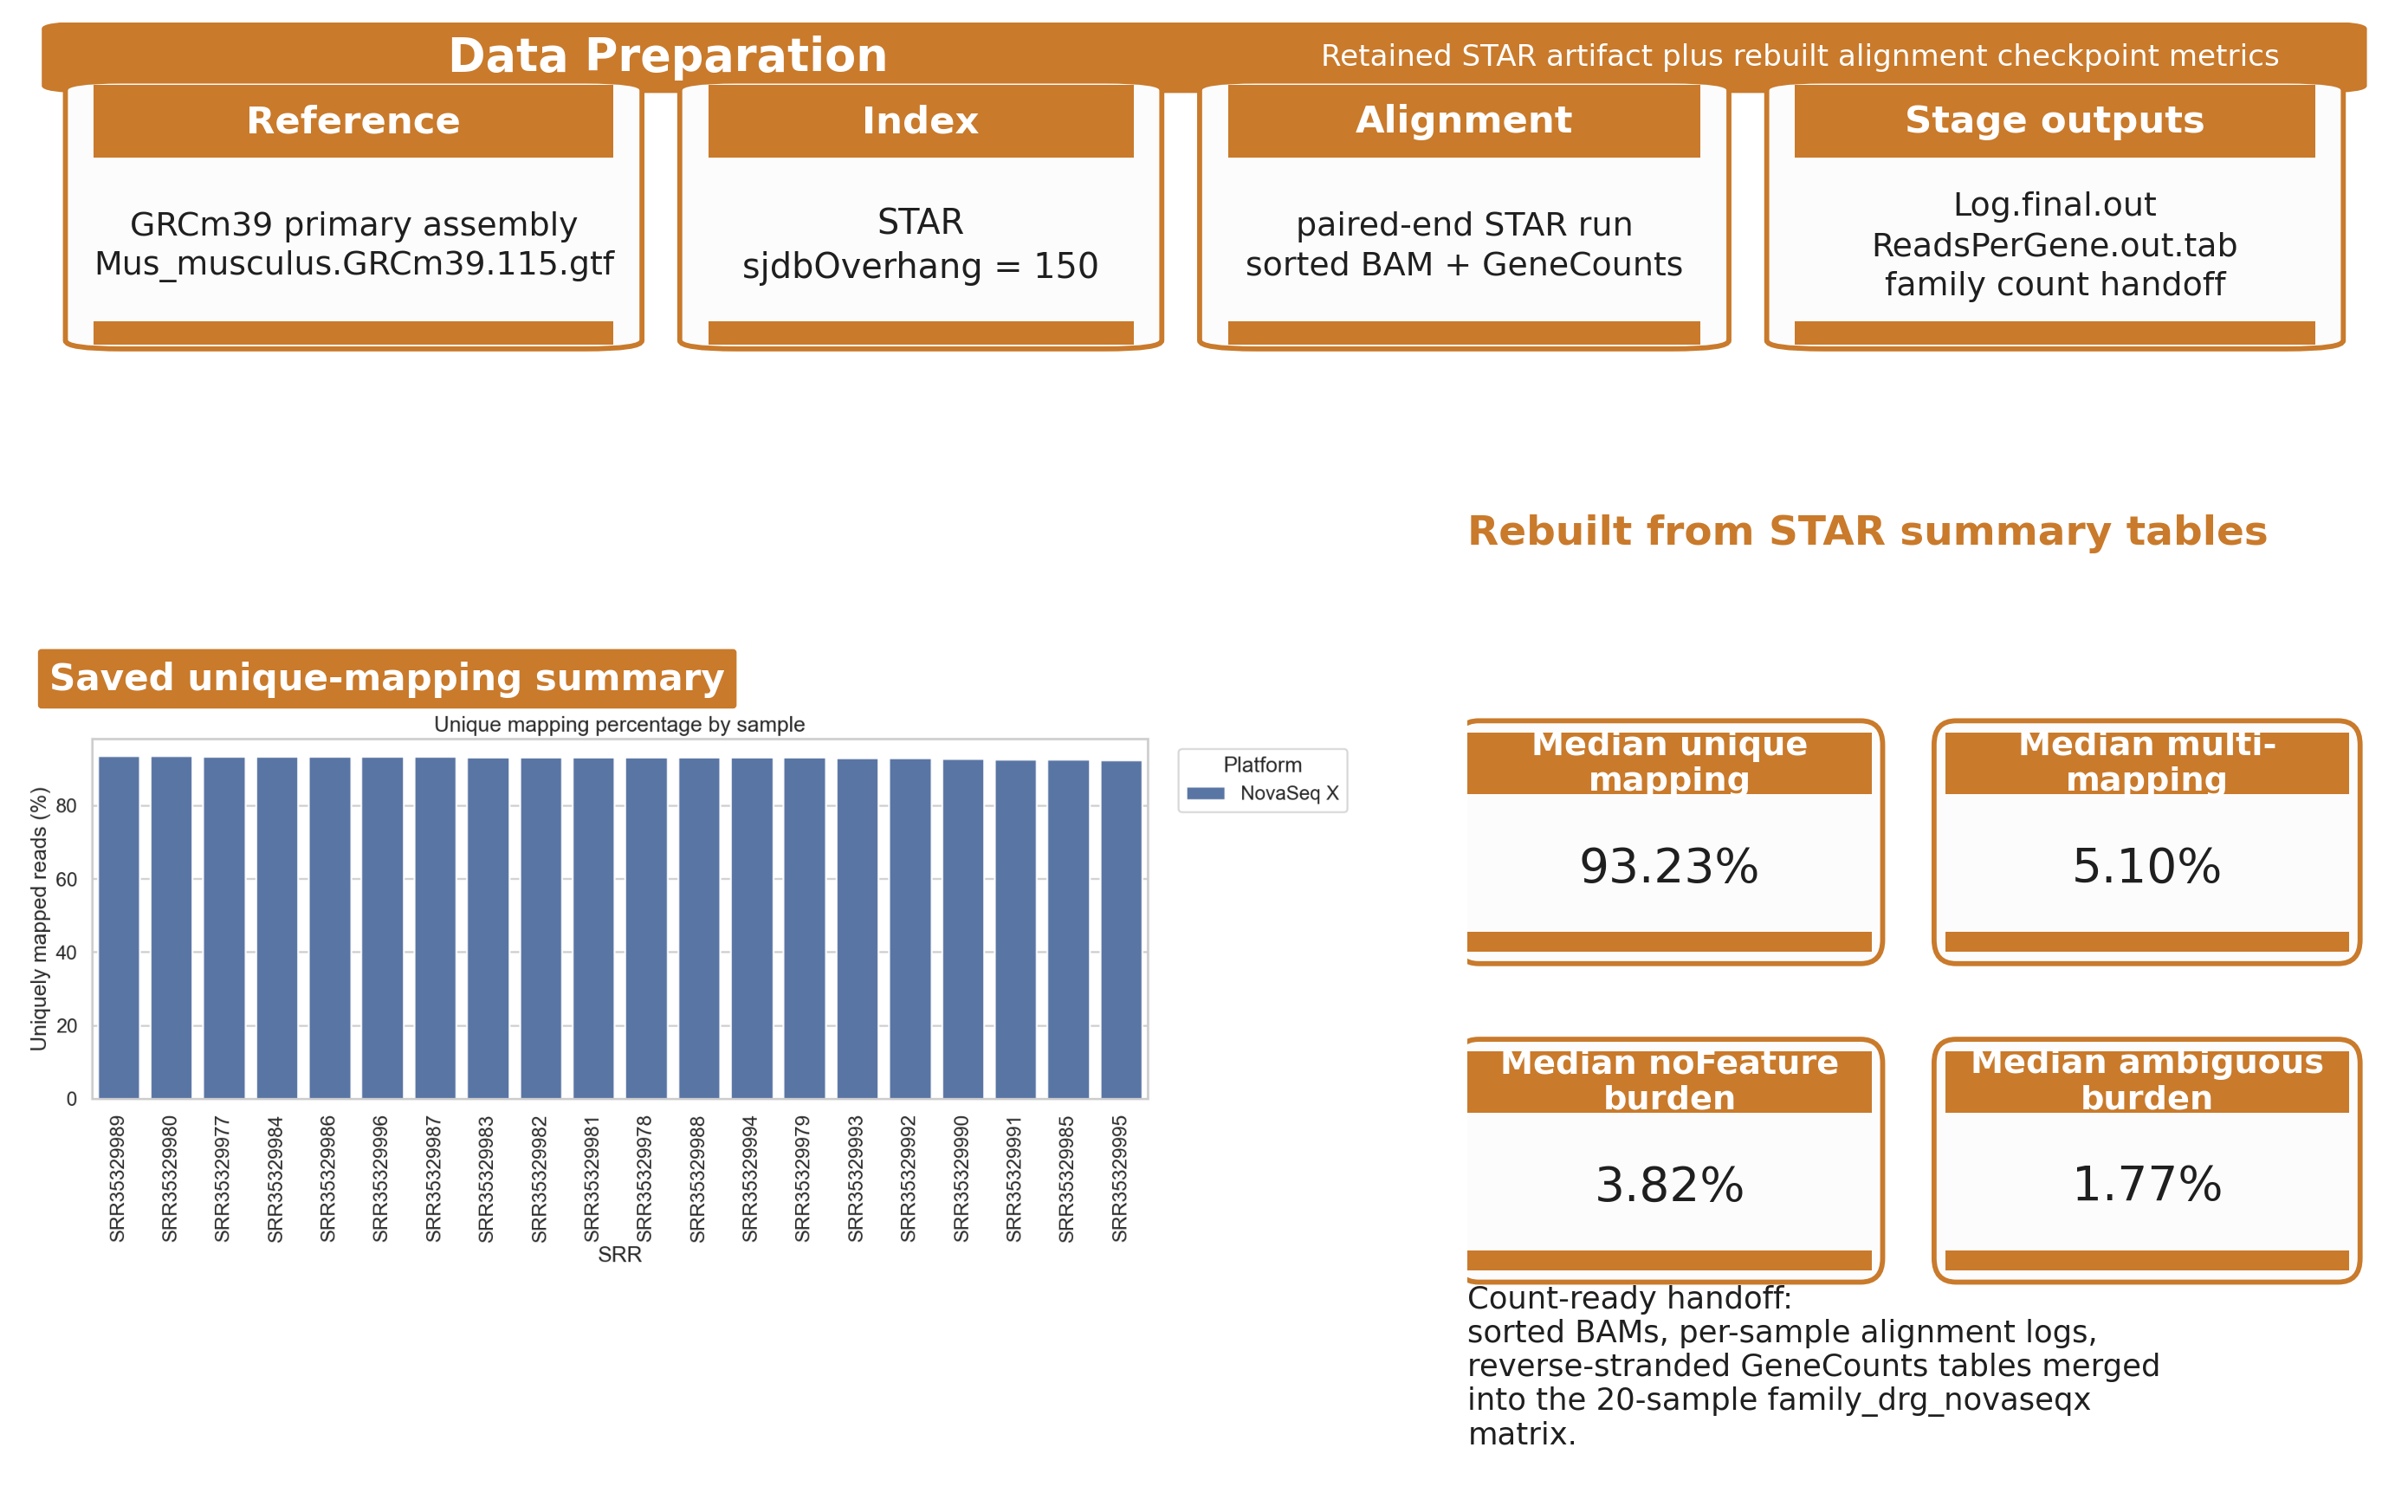 Data Preparation
Retained STAR artifact plus rebuilt alignment checkpoint metrics
Reference
GRCm39 primary assembly
Mus_musculus.GRCm39.115.gtf
Index
STAR
sjdbOverhang = 150
Alignment
paired-end STAR run
sorted BAM + GeneCounts
Stage outputs
Log.final.out
ReadsPerGene.out.tab
family count handoff
Saved unique-mapping summary
Unique mapping percentage by sample
Uniquely mapped reads (%)
80
60
40
20
0
SRR35329989
SRR35329980
SRR35329977
SRR35329984
SRR35329986
SRR35329996
SRR35329987
SRR35329983
SRR35329982
SRR35329981
SRR35329978
SRR35329988
SRR35329994
SRR35329979
SRR35329993
SRR35329992
SRR35329990
SRR35329991
SRR35329985
SRR35329995
SRR
Platform
NovaSeq X
Rebuilt from STAR summary tables
Median unique
mapping
93.23%
Median multi-
mapping
5.10%
Median noFeature
burden
3.82%
Median ambiguous
burden
1.77%
Count-ready handoff:
sorted BAMs, per-sample alignment logs,
reverse-stranded GeneCounts tables merged
into the 20-sample family_drg_novaseqx
matrix.